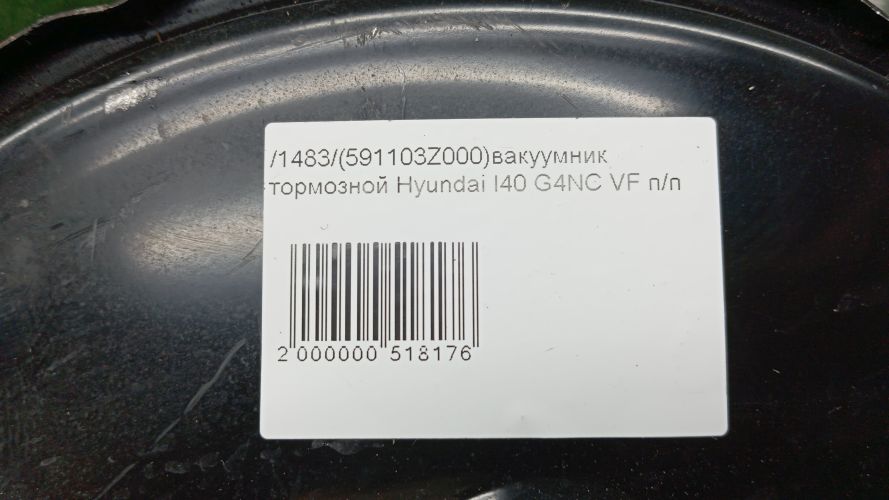 /1483/(591103Z000)вакуумник
тормозной Hyundai I40 G4NC VF п/п
2 000000 518176